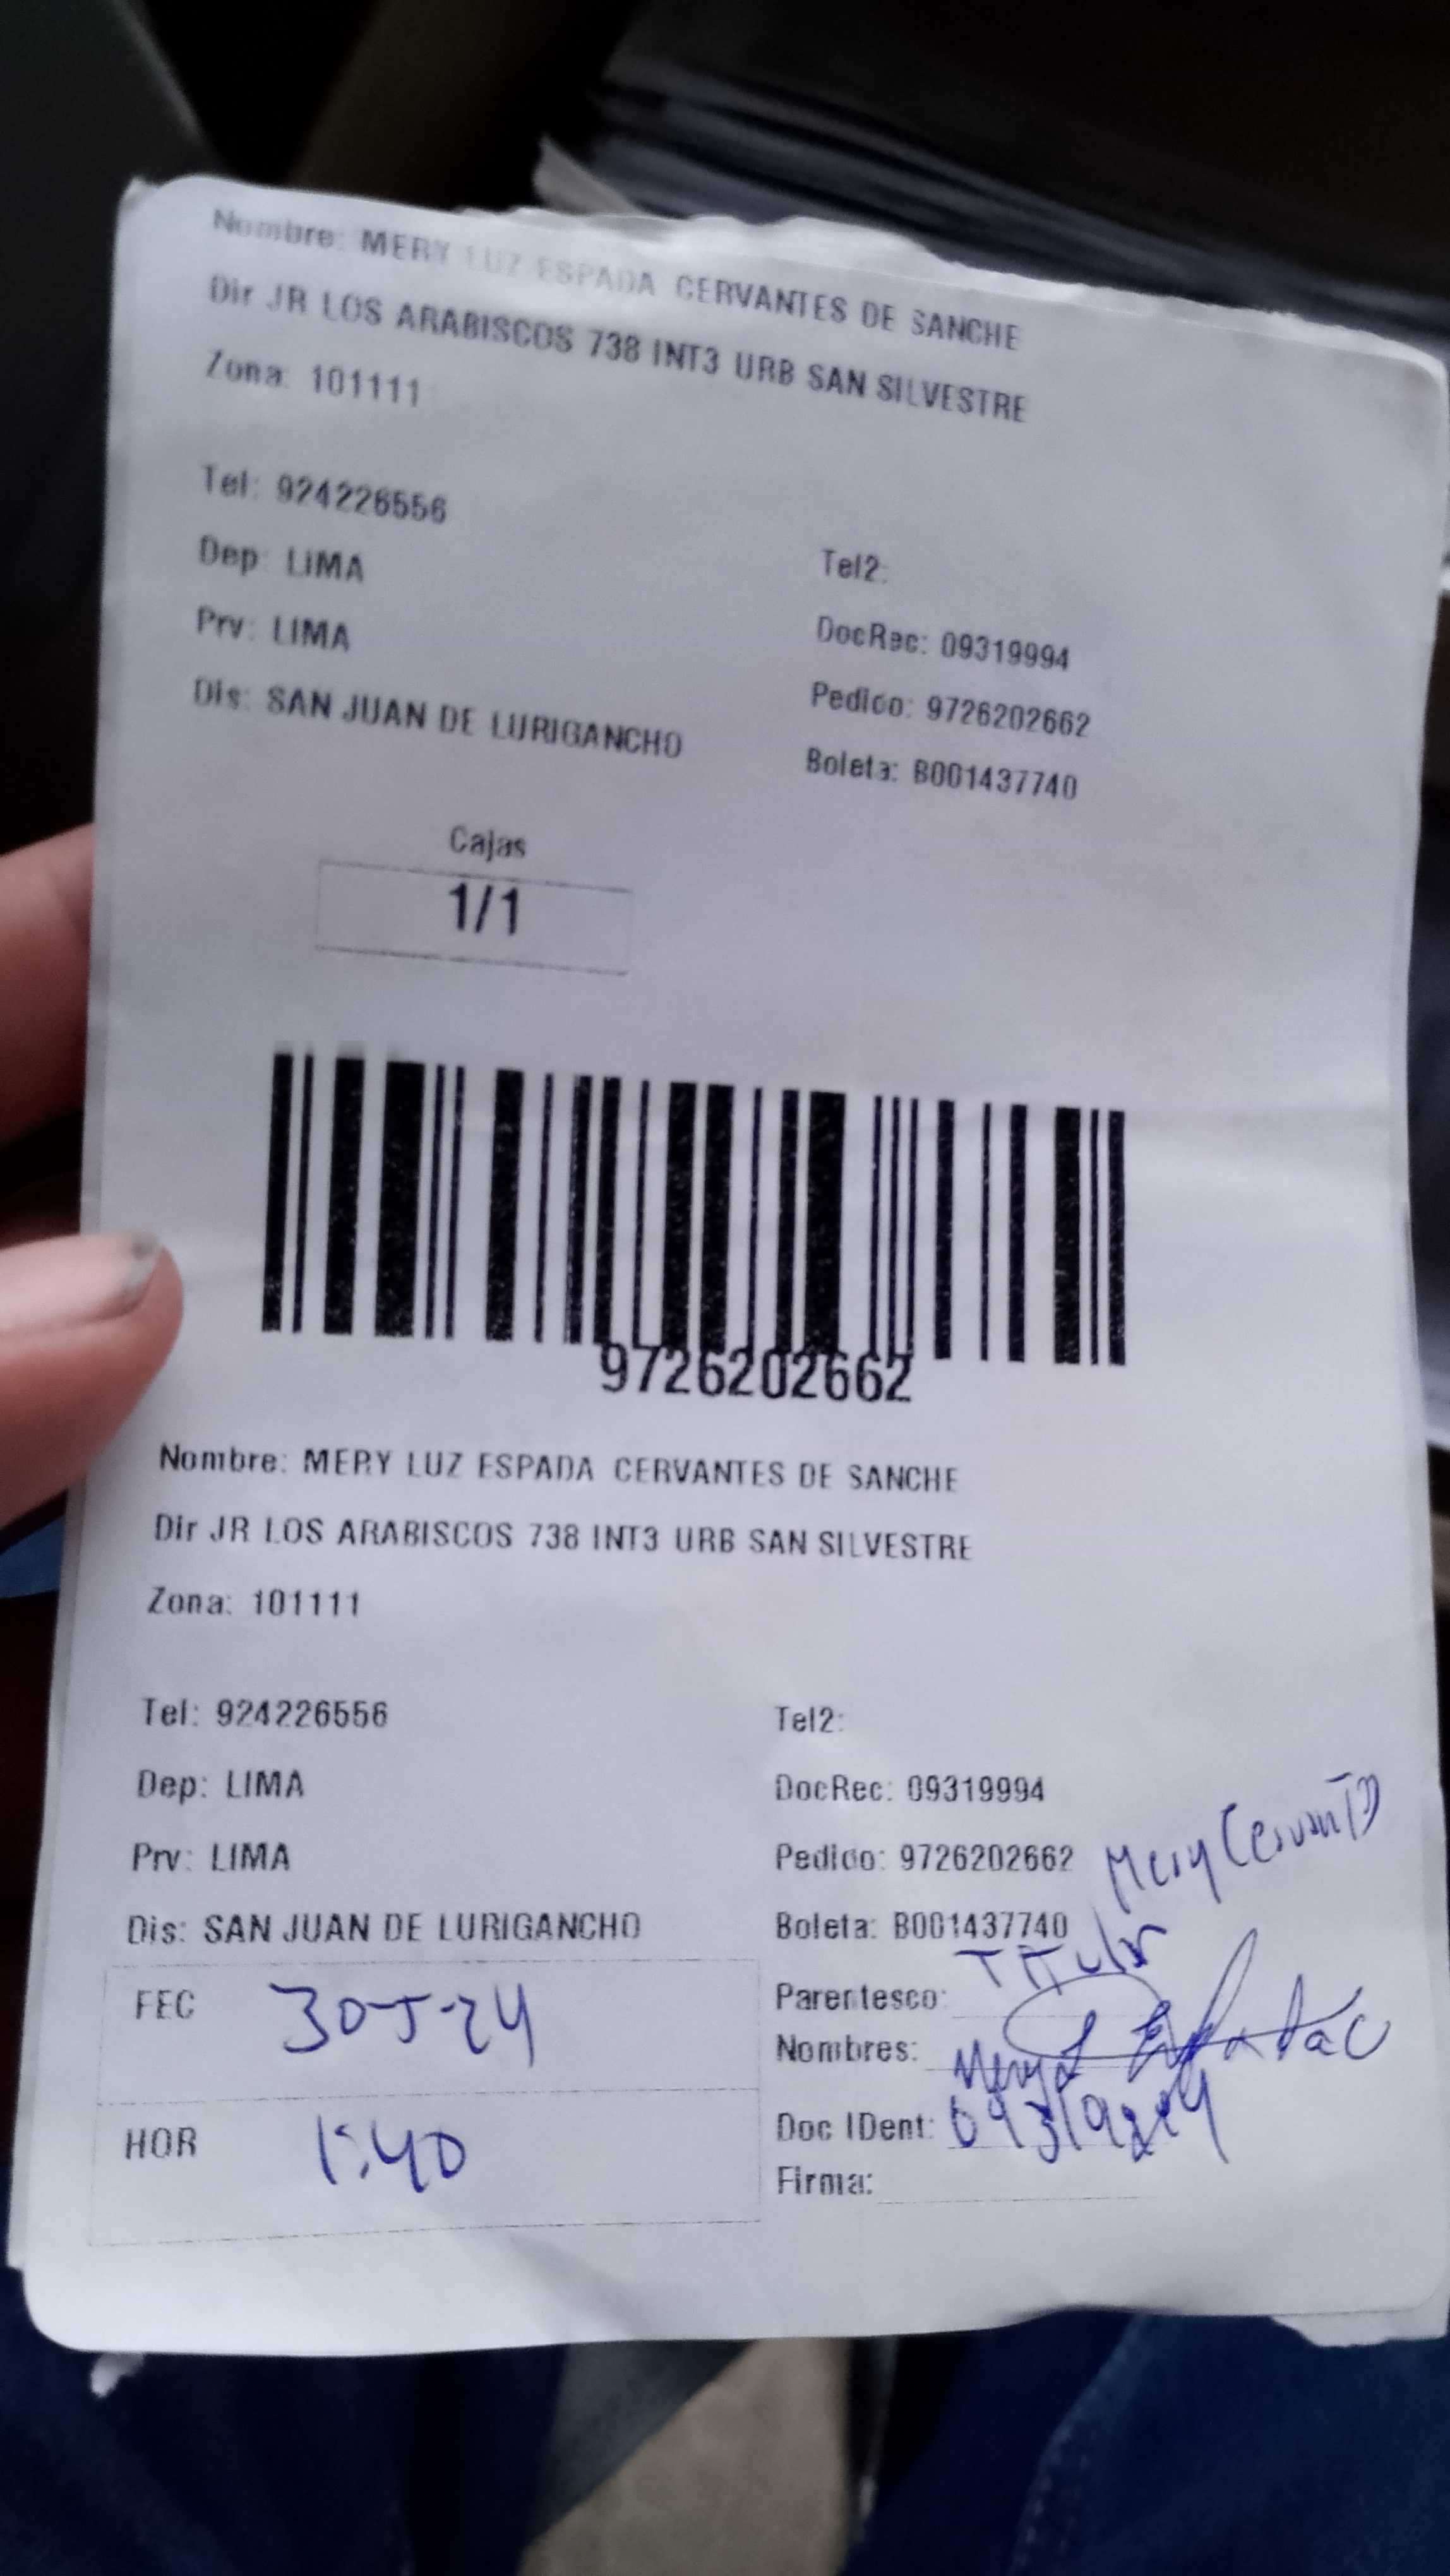 Nombre: MERY LUZ ESPADA CERVANTES DE SANCHE
Dir JR LOS ARABISCOS 738 INT3 URB SAN SILVESTRE
Zona: 101111
Tel: 924226556
Dep: LIMA
Tel2:
Prv: LIMA
DocRec: 09319994
Dis: SAN JUAN DE LURIGANCHO
Pedido: 9726202662
Boleta: B001437740
Cajas
1/1
9726202662
Nombre: MERY LUZ ESPADA CERVANTES DE SANCHE
Dir JR LOS ARABISCOS 738 INT3 URB SAN SILVESTRE
Zona: 101111
Tel: 924226556
Tel2:
Dep: LIMA
DocRec: 09319994
Prv: LIMA
Pedido: 9726202662
Mery
Dis: SAN JUAN DE LURIGANCHO
Boleta: B001437740
Titular
FEC 30-5-24
Parentesco:
Nombres: Mery
HOR 1:40
Doc IDent:
Firma: